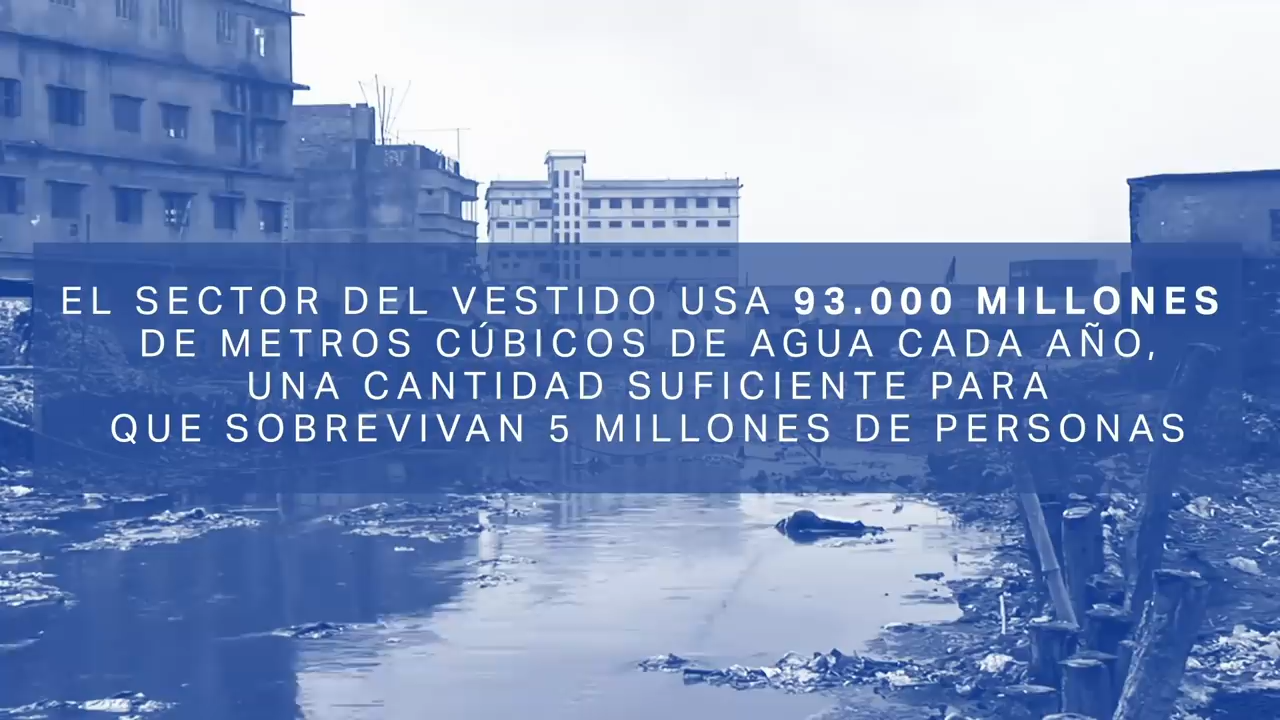 EL SECTOR DEL VESTIDO USA 93.000 MILLONES
DE METROS CÚBICOS DE AGUA CADA AÑO,
UNA CANTIDAD SUFICIENTE PARA
QUE SOBREVIVAN 5 MILLONES DE PERSONAS